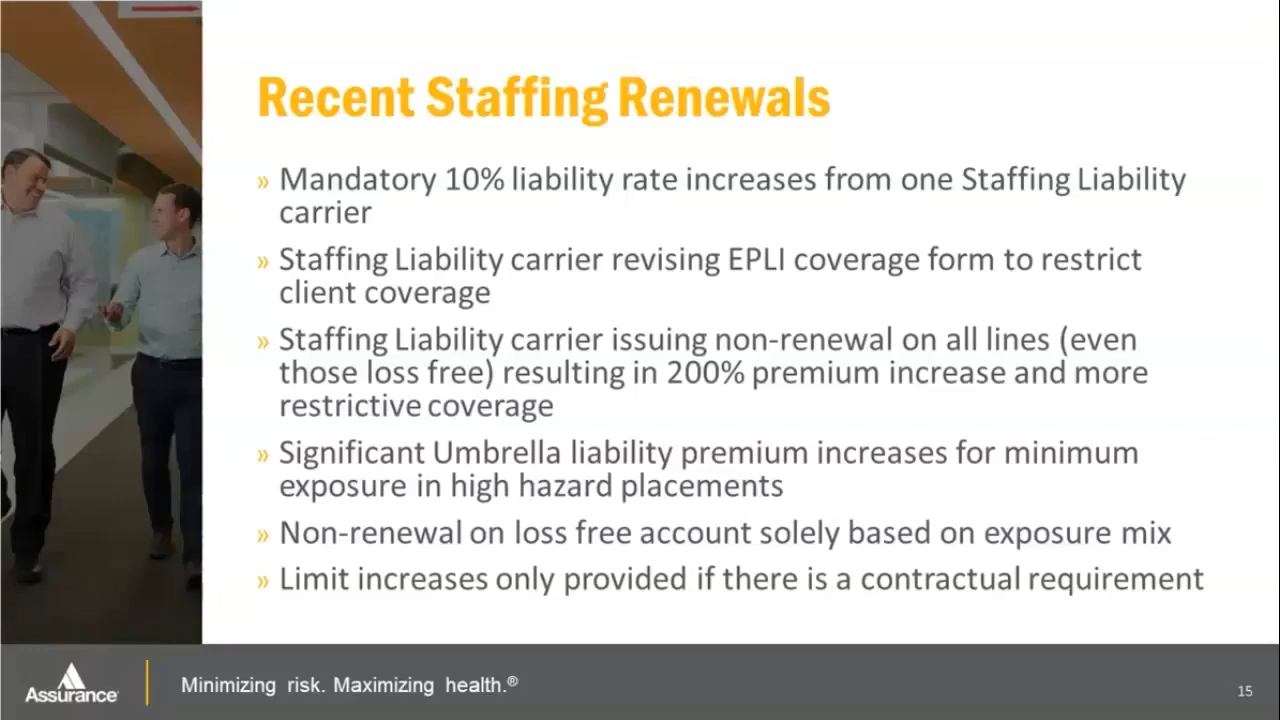 Recent Staffing Renewals
» Mandatory 10% liability rate increases from one Staffing Liability
carrier
» Staffing Liability carrier revising EPLI coverage form to restrict
client coverage
» Staffing Liability carrier issuing non-renewal on all lines (even
those loss free) resulting in 200% premium increase and more
restrictive coverage
» Significant Umbrella liability premium increases for minimum
exposure in high hazard placements
» Non-renewal on loss free account solely based on exposure mix
» Limit increases only provided if there is a contractual requirement
Assurance
Minimizing risk. Maximizing health.®
15